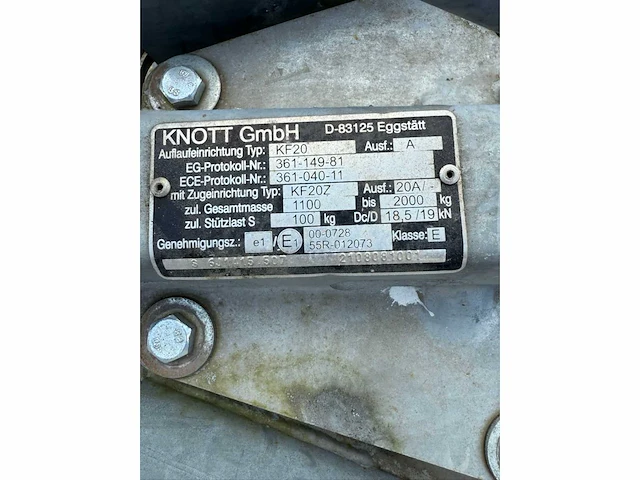 KNOTT GmbH D-83125 Eggstätt
Auflaufeinrichtung Typ: KF20 Ausf.: A
EG-Protokoll-Nr.: 361-149-81
ECE-Protokoll-Nr.: 361-040-11
mit Zugeinrichtung Typ: KF20Z Ausf.: 20A/-
zul. Gesamtmasse 1100 bis 2000 kg
zul. Stützlast S 100 kg Dc/D 18,5/19 kN
Genehmigungsz.: e1 / E1 00-0728 Klasse: E
55R-012073
2108081001